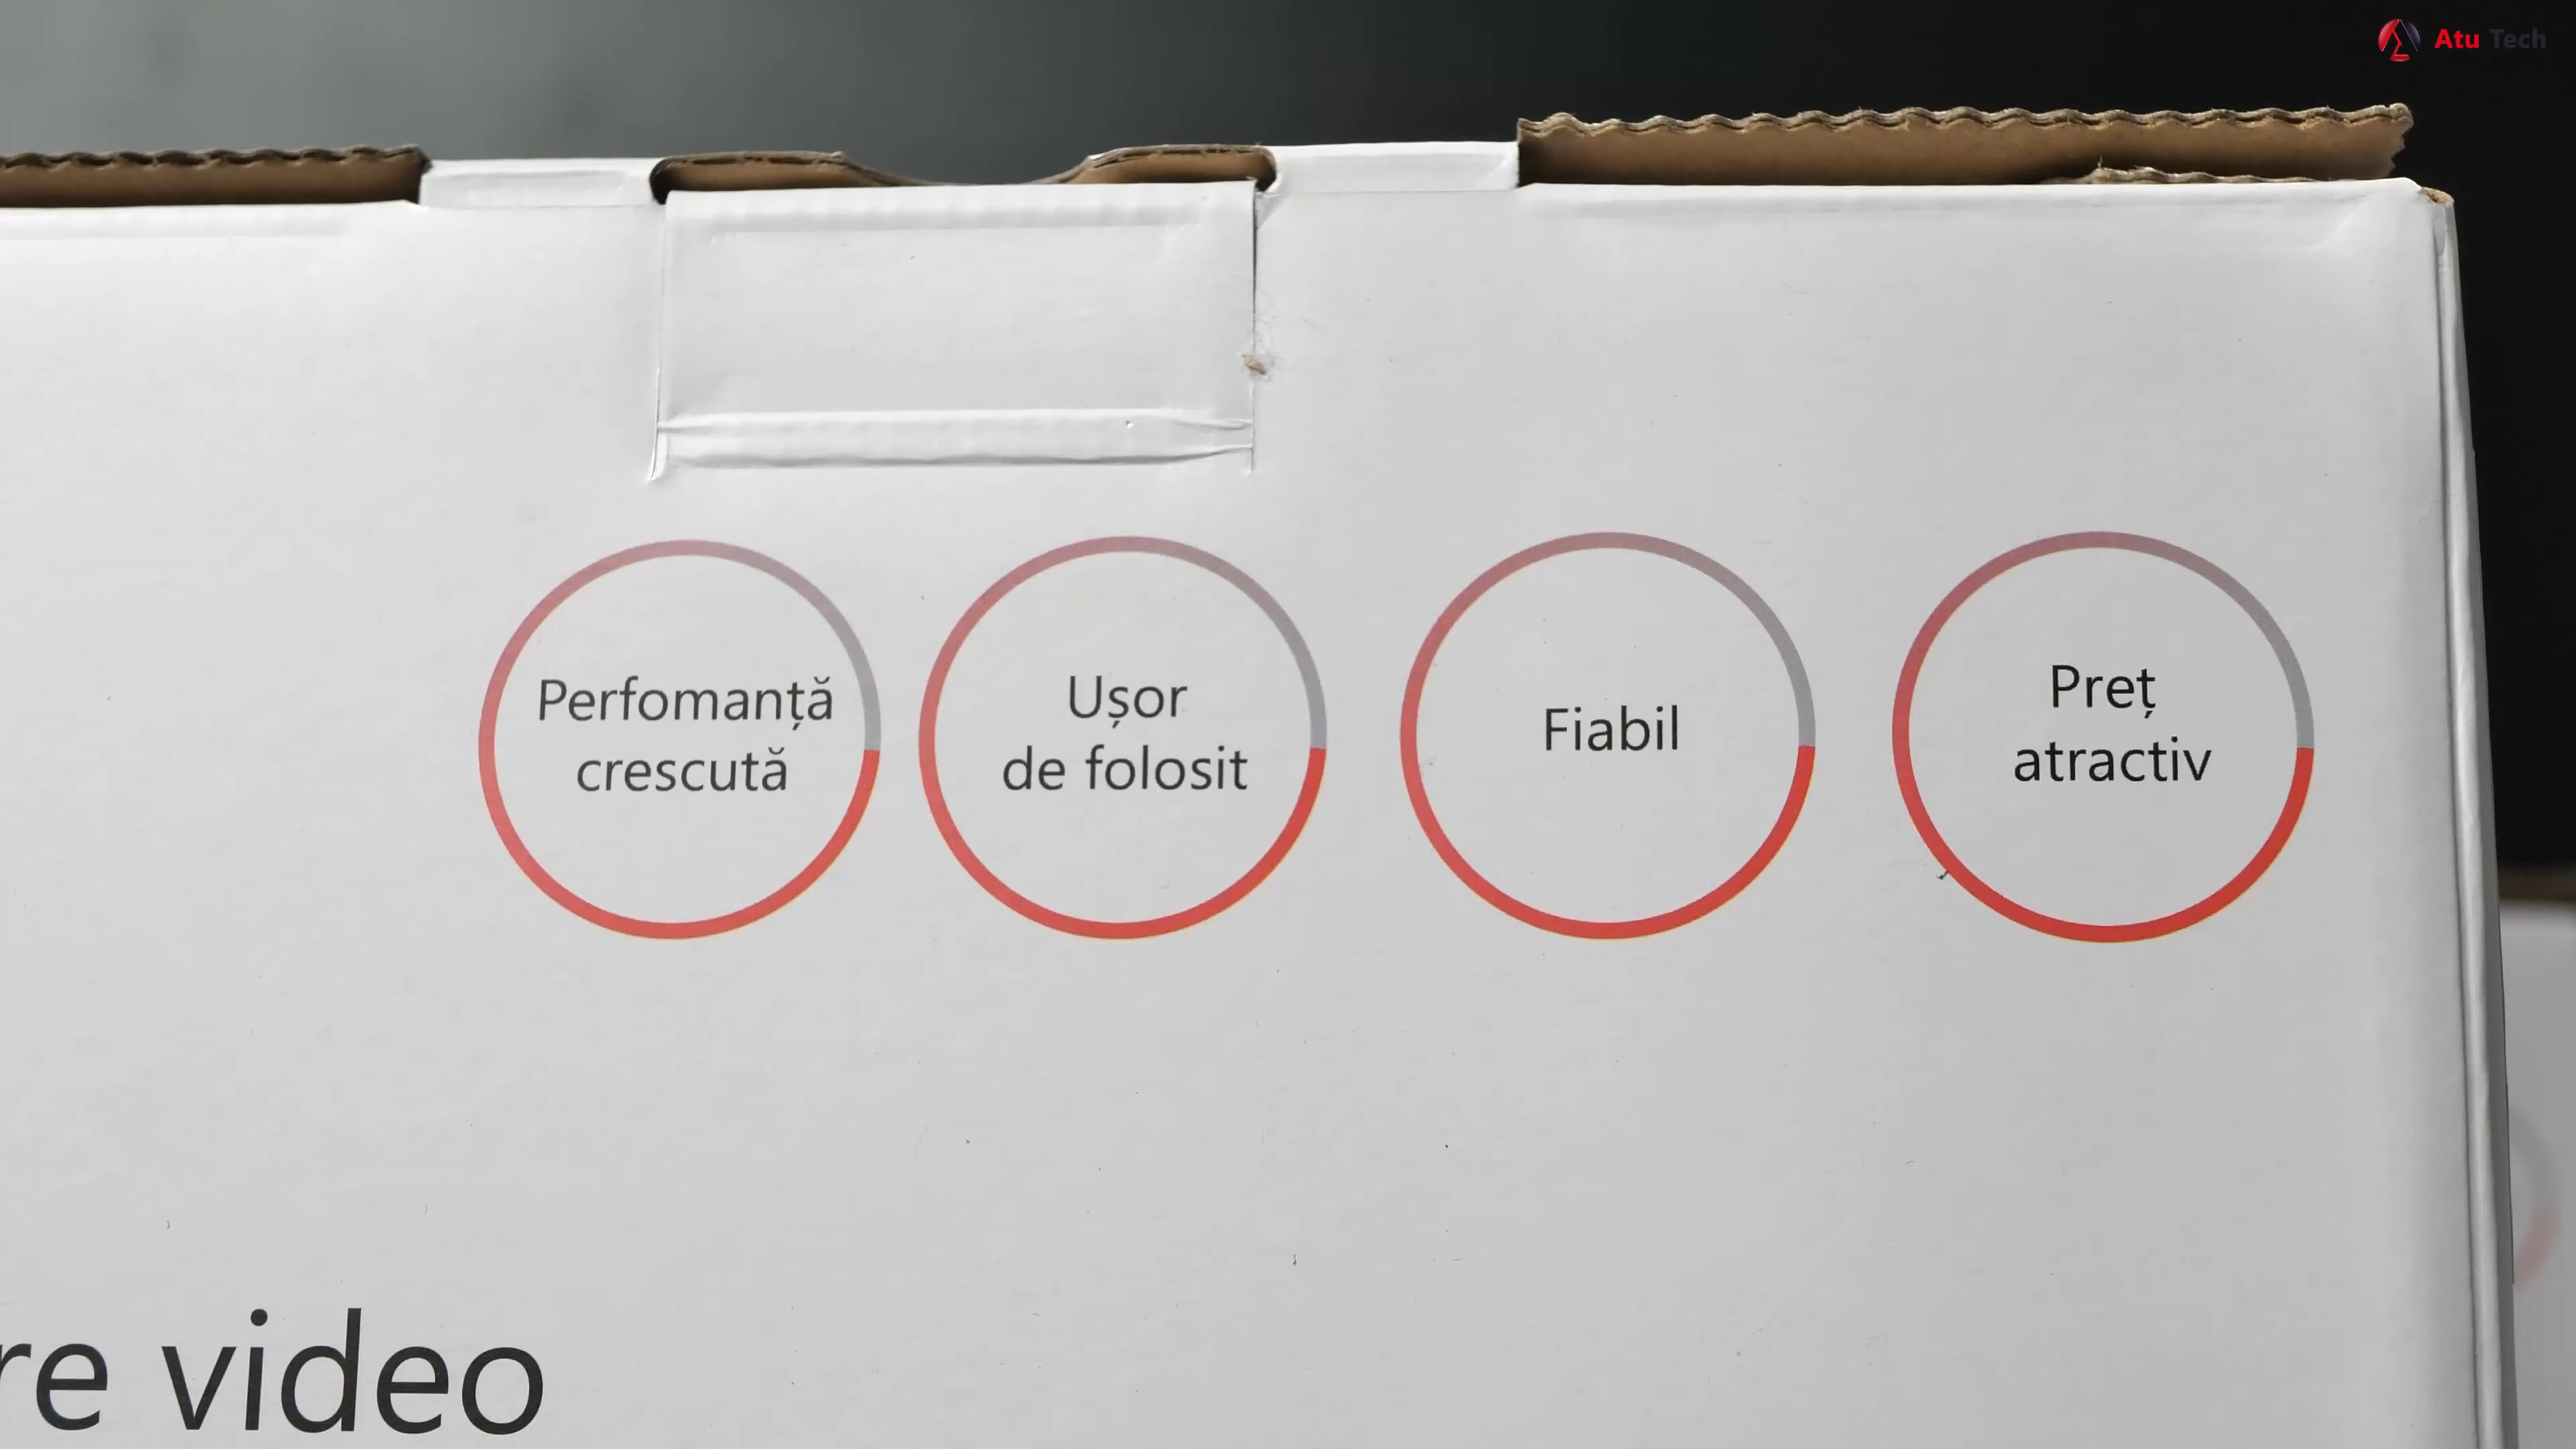 Atu Tech
Perfomanță
crescută
Ușor
de folosit
Fiabil
Preț
atractiv
re video